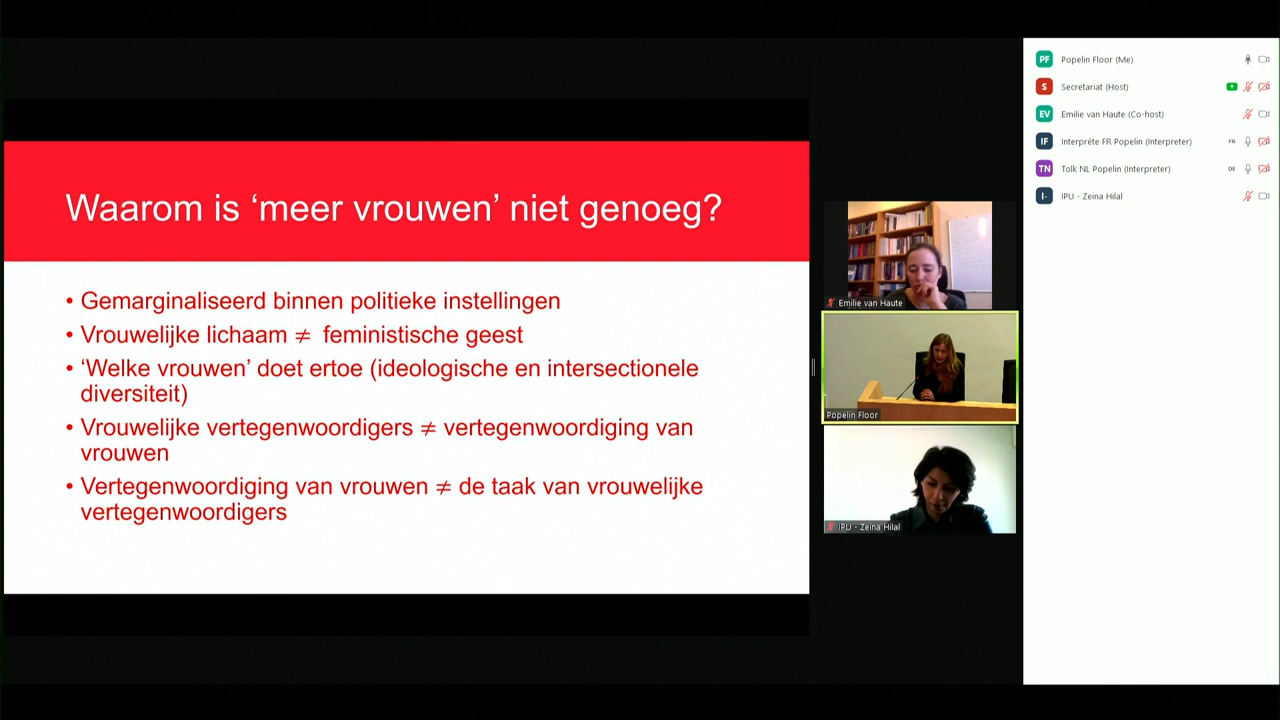 Waarom is ‘meer vrouwen’ niet genoeg?
• Gemarginaliseerd binnen politieke instellingen
• Vrouwelijke lichaam ≠ feministische geest
• ‘Welke vrouwen’ doet ertoe (ideologische en intersectionele
diversiteit)
• Vrouwelijke vertegenwoordigers ≠ vertegenwoordiging van
vrouwen
• Vertegenwoordiging van vrouwen ≠ de taak van vrouwelijke
vertegenwoordigers
Emilie van Haute
Popelin Floor
IPU - Zeina Hilal
PF Popelin Floor (Me)
S Secretariat (Host)
EV Emilie van Haute (Co-host)
IF Interprète FR Popelin (Interpreter) FR
TN Tolk NL Popelin (Interpreter) DE
I- IPU - Zeina Hilal